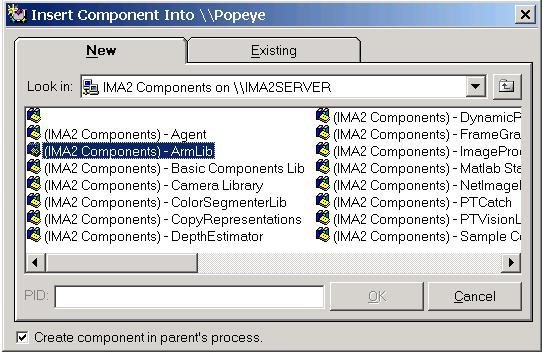 Insert Component Into \\Popeye
New
Existing
Look in: IMA2 Components on \\IMA2SERVER
(IMA2 Components) - Agent
(IMA2 Components) - ArmLib
(IMA2 Components) - Basic Components Lib
(IMA2 Components) - Camera Library
(IMA2 Components) - ColorSegmenterLib
(IMA2 Components) - CopyRepresentations
(IMA2 Components) - DepthEstimator
(IMA2 Components) - DynamicP
(IMA2 Components) - FrameGra
(IMA2 Components) - ImageProc
(IMA2 Components) - Matlab Sta
(IMA2 Components) - NetImage
(IMA2 Components) - PTCatch
(IMA2 Components) - PTVisionL
(IMA2 Components) - Sample C
PID:
OK
Cancel
Create component in parent's process.